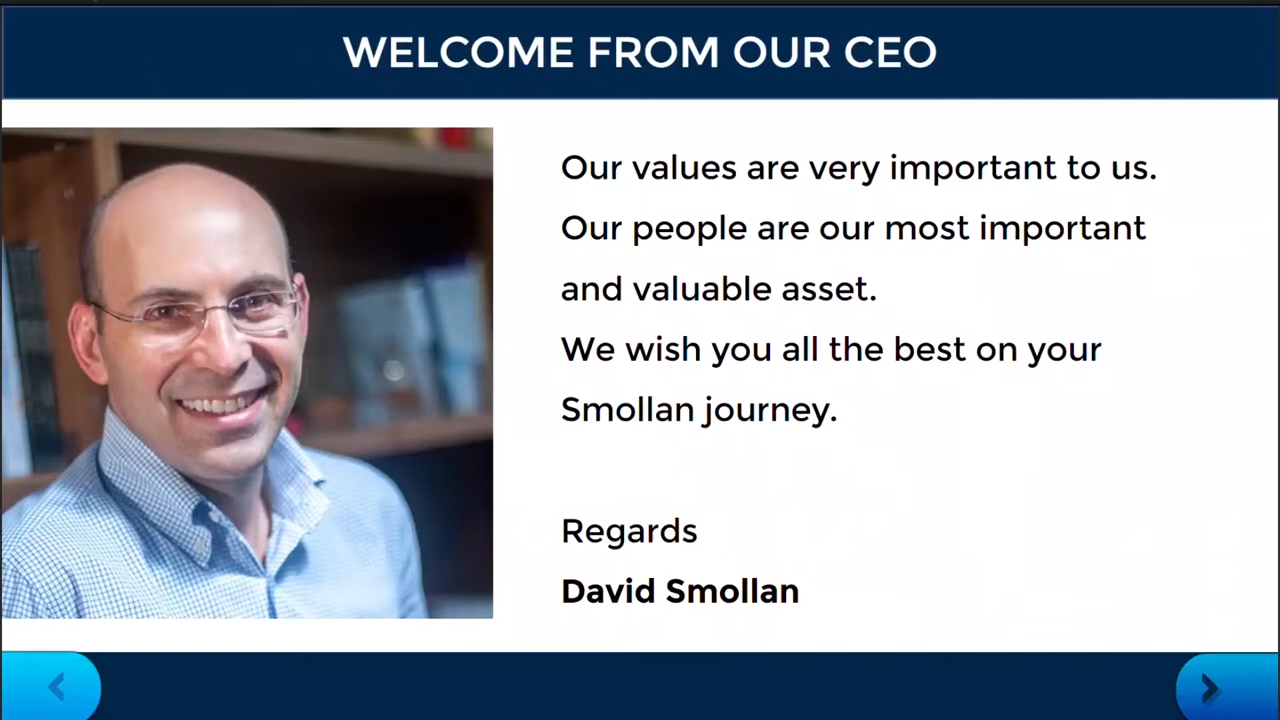 WELCOME FROM OUR CEO
Our values are very important to us.
Our people are our most important
and valuable asset.
We wish you all the best on your
Smollan journey.
Regards
David Smollan